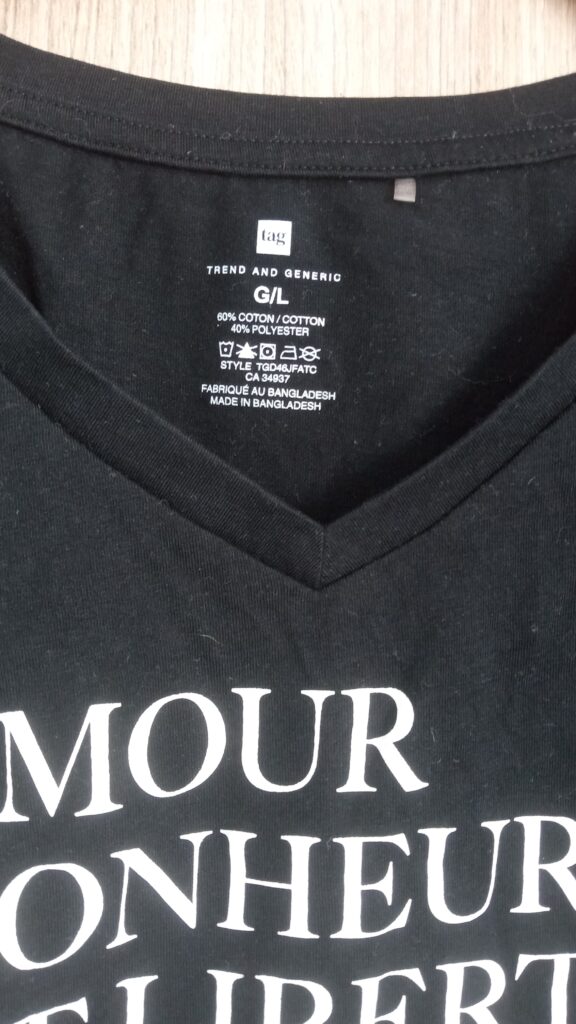 tag
TREND AND GENERIC
G/L
60% COTON / COTTON
40% POLYESTER
STYLE TGD46JFATC
CA 34937
FABRIQUÉ AU BANGLADESH
MADE IN BANGLADESH
MOUR
ONHEUR
LIBERT